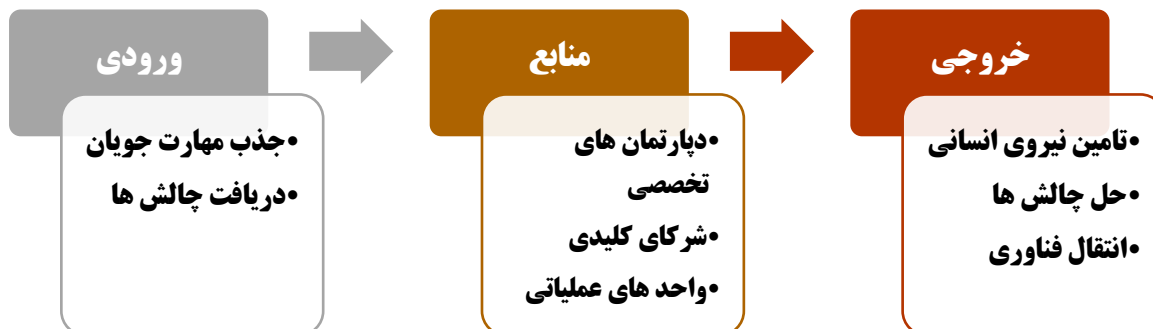 ورودی
•جذب مهارت جویان
•دریافت چالش ها
منابع
•دپارتمان های
تخصصی
•شرکای کلیدی
•واحد های عملیاتی
خروجی
•تامین نیروی انسانی
•حل چالش ها
•انتقال فناوری